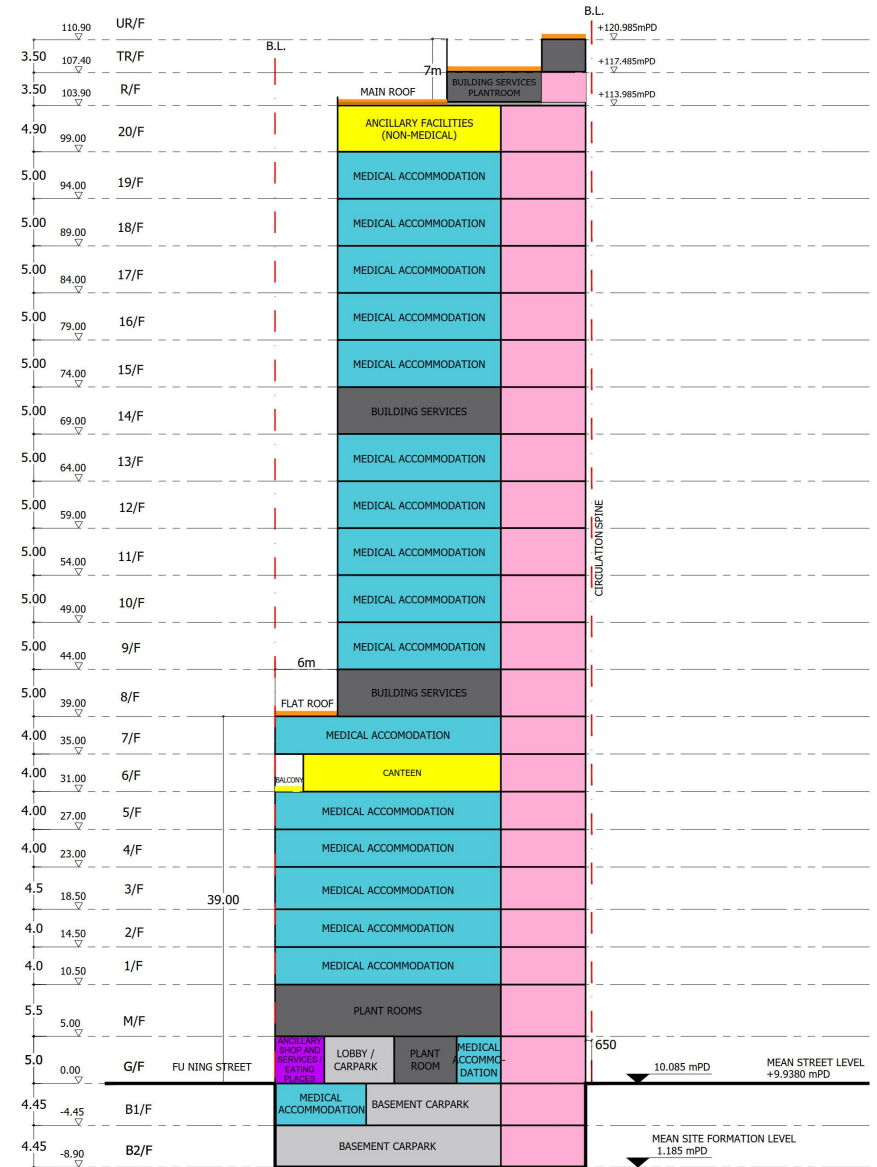 B.L.
110.90 UR/F +120.985mPD
B.L.
3.50 107.40 TR/F 7m +117.485mPD
3.50 103.90 R/F MAIN ROOF BUILDING SERVICES PLANTROOM +113.985mPD
4.90 99.00 20/F ANCILLARY FACILITIES
(NON-MEDICAL)
5.00 94.00 19/F MEDICAL ACCOMMODATION
5.00 89.00 18/F MEDICAL ACCOMMODATION
5.00 84.00 17/F MEDICAL ACCOMMODATION
5.00 79.00 16/F MEDICAL ACCOMMODATION
5.00 74.00 15/F MEDICAL ACCOMMODATION
5.00 69.00 14/F BUILDING SERVICES
5.00 64.00 13/F MEDICAL ACCOMMODATION
5.00 59.00 12/F MEDICAL ACCOMMODATION
CIRCULATION SPINE
5.00 54.00 11/F MEDICAL ACCOMMODATION
5.00 49.00 10/F MEDICAL ACCOMMODATION
5.00 44.00 9/F MEDICAL ACCOMMODATION
6m
5.00 39.00 8/F FLAT ROOF BUILDING SERVICES
4.00 35.00 7/F MEDICAL ACCOMODATION
4.00 31.00 6/F BALCONY CANTEEN
4.00 27.00 5/F MEDICAL ACCOMMODATION
4.00 23.00 4/F MEDICAL ACCOMMODATION
4.5 18.50 3/F MEDICAL ACCOMMODATION
39.00
4.0 14.50 2/F MEDICAL ACCOMMODATION
4.0 10.50 1/F MEDICAL ACCOMMODATION
5.5 5.00 M/F PLANT ROOMS
650
5.0 0.00 G/F FU NING STREET
ANCILLARY
SHOP AND
SERVICES /
EATING
PLACES
LOBBY /
CARPARK
PLANT
ROOM
MEDICAL
ACCOMMO-
DATION
10.085 mPD
MEAN STREET LEVEL
+9.9380 mPD
4.45 -4.45 B1/F
MEDICAL
ACCOMMODATION
BASEMENT CARPARK
4.45 -8.90 B2/F BASEMENT CARPARK
MEAN SITE FORMATION LEVEL
1.185 mPD